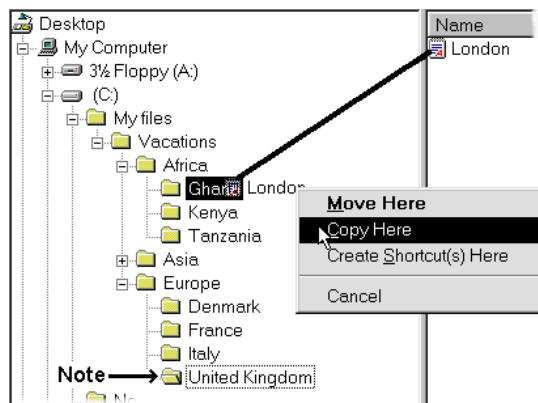 Desktop
Name
My Computer
London
3½ Floppy (A:)
(C:)
My files
Vacations
Africa
Ghana London
Move Here
Kenya
Copy Here
Tanzania
Create Shortcut(s) Here
Asia
Europe
Cancel
Denmark
France
Italy
Note United Kingdom